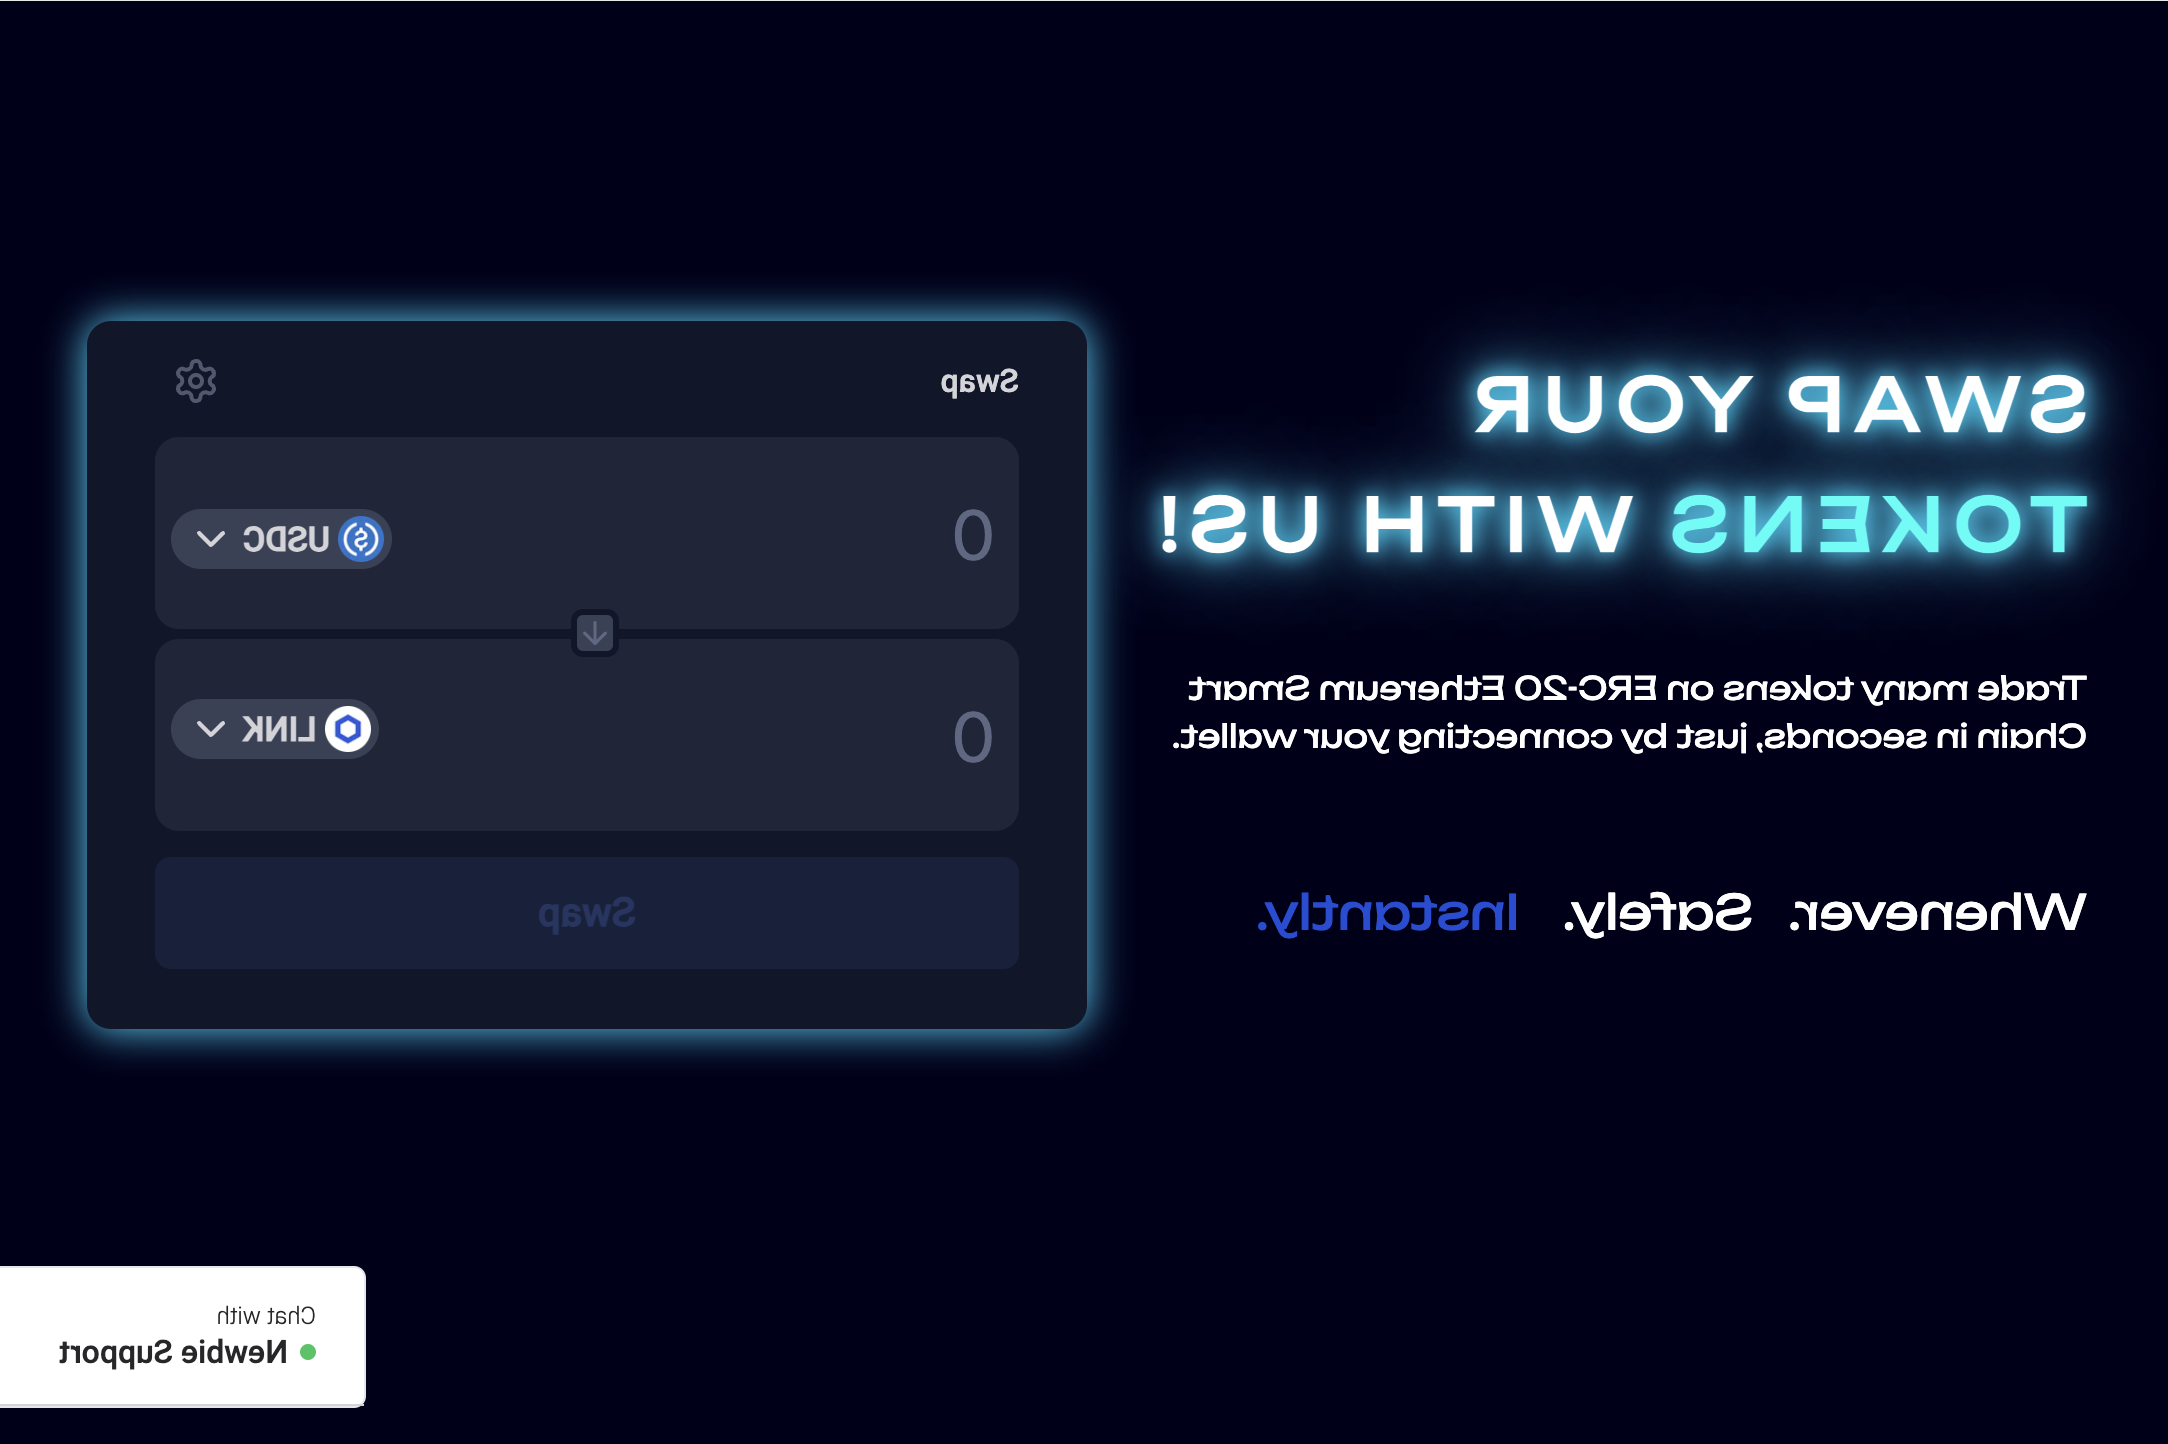 SWAP YOUR
TOKENS WITH US!
Trade many tokens on ERC-20 Ethereum Smart
Chain in seconds, just by connecting your wallet.
Whenever. Safely. Instantly.
Swap
0
USDC
0
LINK
Swap
Chat with
Newbie Support